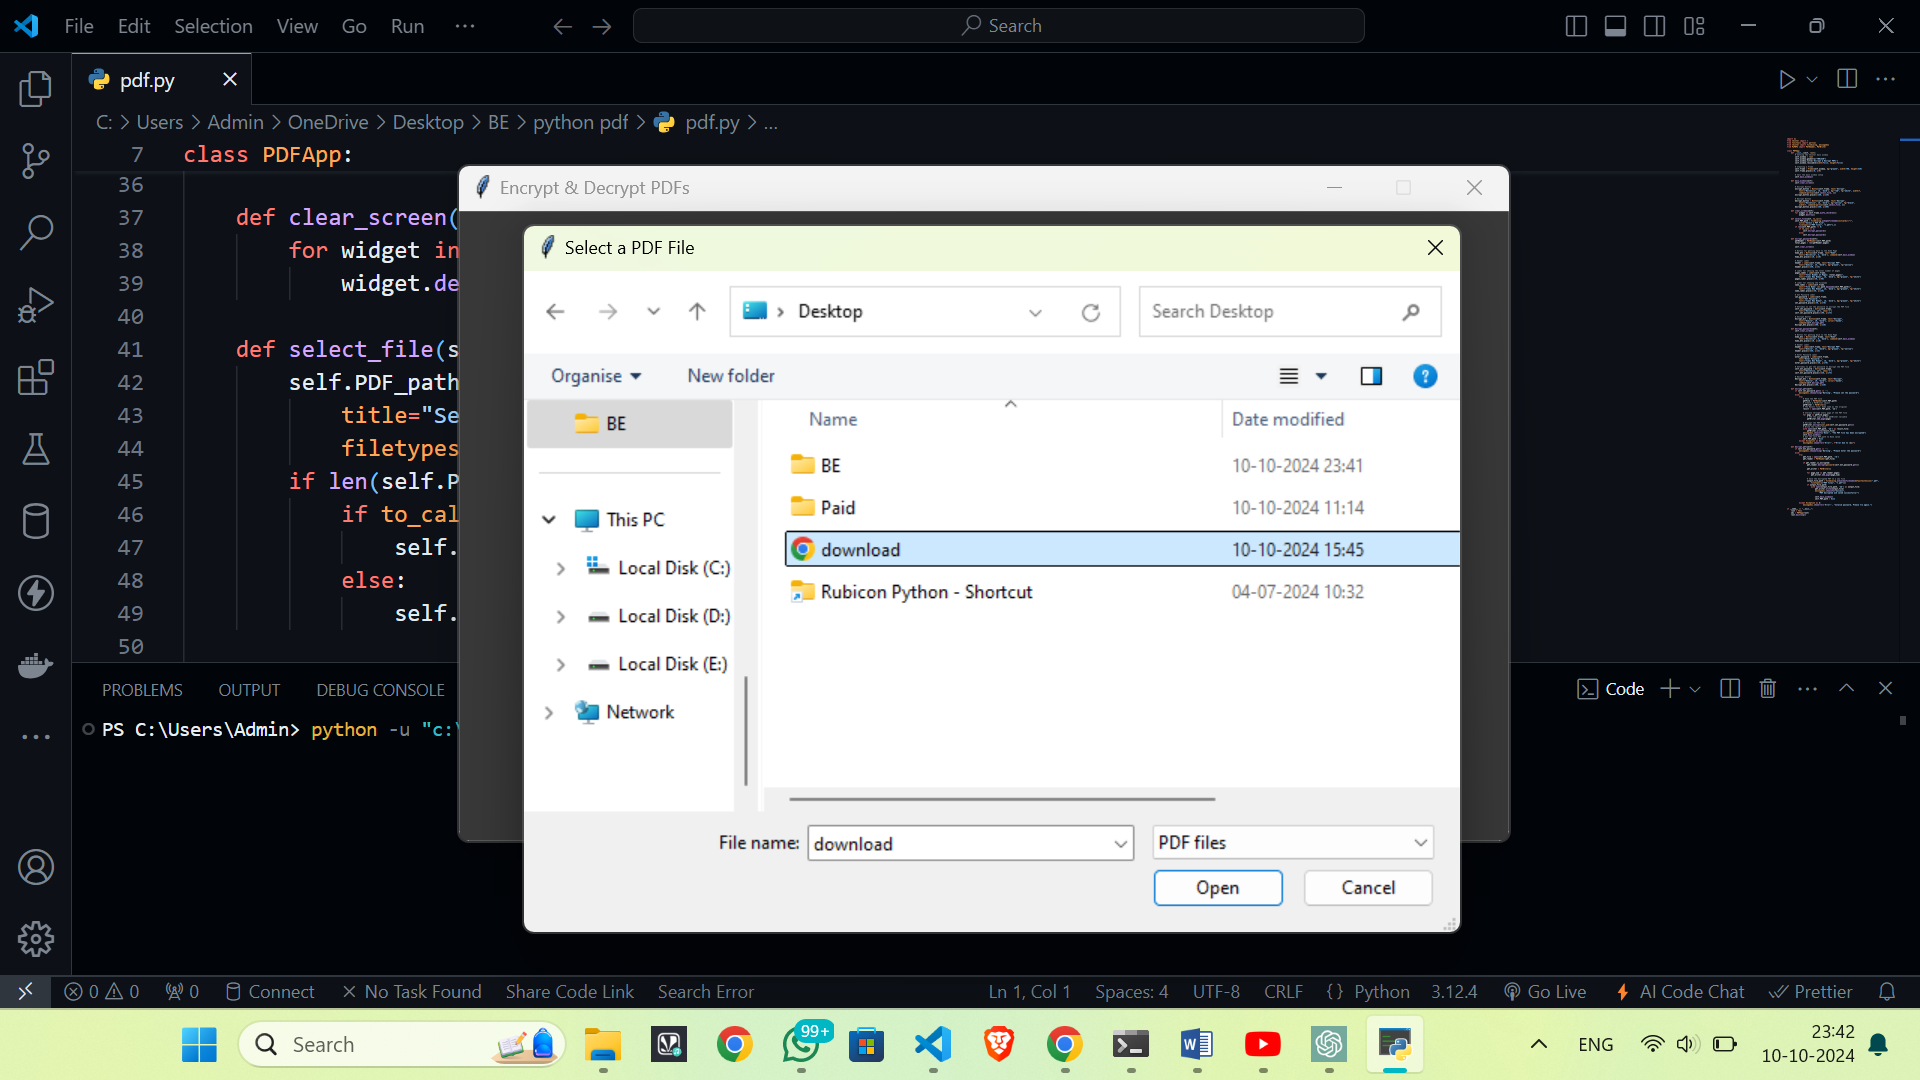 File Edit Selection View Go Run ... Search
pdf.py
C: > Users > Admin > OneDrive > Desktop > BE > python pdf > pdf.py > ...
7 class PDFApp:
36
37 def clear_screen(
38 for widget in
39 widget.de
40
41 def select_file(s
42 self.PDF_path
43 title="Se
44 filetypes
45 if len(self.P
46 if to_cal
47 self.
48 else:
49 self.
50
Encrypt & Decrypt PDFs
Select a PDF File
Desktop
Search Desktop
Organise
New folder
BE
This PC
Local Disk (C:)
Local Disk (D:)
Local Disk (E:)
Network
Name Date modified
BE 10-10-2024 23:41
Paid 10-10-2024 11:14
download 10-10-2024 15:45
Rubicon Python - Shortcut 04-07-2024 10:32
File name: download PDF files
Open Cancel
PROBLEMS OUTPUT DEBUG CONSOLE
Code
PS C:\Users\Admin> python -u "c:\
0 0 0 Connect No Task Found Share Code Link Search Error Ln 1, Col 1 Spaces: 4 UTF-8 CRLF {} Python 3.12.4 Go Live AI Code Chat Prettier
Search
99+
ENG
23:42
10-10-2024